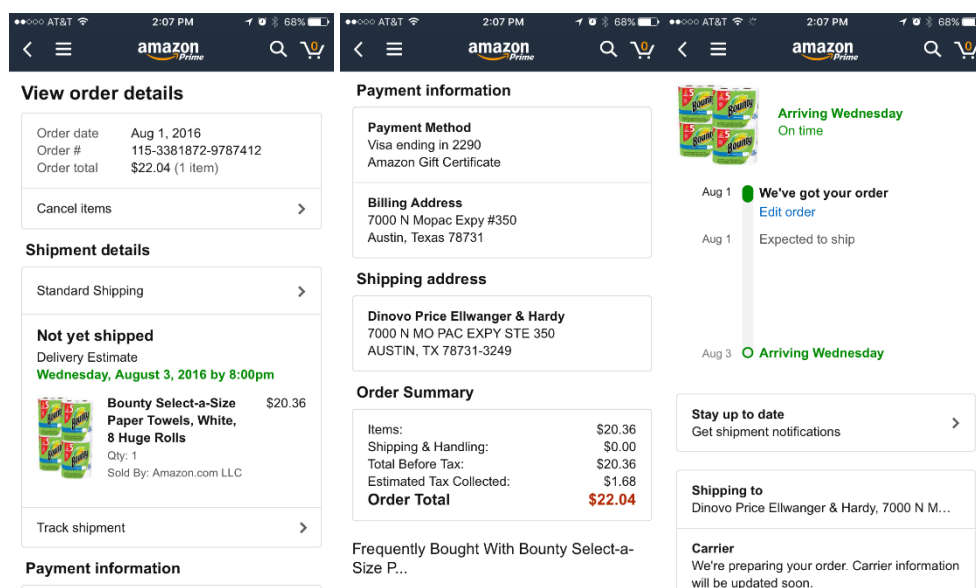 AT&T 2:07 PM 68%
amazon
Prime
0
View order details
Order date Aug 1, 2016
Order # 115-3381872-9787412
Order total $22.04 (1 item)
Cancel items
Shipment details
Standard Shipping
Not yet shipped
Delivery Estimate
Wednesday, August 3, 2016 by 8:00pm
Bounty Select-a-Size $20.36
Paper Towels, White,
8 Huge Rolls
Qty: 1
Sold By: Amazon.com LLC
Bounty
Bounty
Track shipment
Payment information
AT&T 2:07 PM 68%
amazon
Prime
0
Payment information
Payment Method
Visa ending in 2290
Amazon Gift Certificate
Billing Address
7000 N Mopac Expy #350
Austin, Texas 78731
Shipping address
Dinovo Price Ellwanger & Hardy
7000 N MO PAC EXPY STE 350
AUSTIN, TX 78731-3249
Order Summary
Items: $20.36
Shipping & Handling: $0.00
Total Before Tax: $20.36
Estimated Tax Collected: $1.68
Order Total $22.04
Frequently Bought With Bounty Select-a-
Size P...
AT&T 2:07 PM 68%
amazon
Prime
0
Bounty Bounty
Bounty Bounty
Arriving Wednesday
On time
Aug 1 We've got your order
Edit order
Aug 1 Expected to ship
Aug 3 Arriving Wednesday
Stay up to date
Get shipment notifications
Shipping to
Dinovo Price Ellwanger & Hardy, 7000 N M...
Carrier
We're preparing your order. Carrier information
will be updated soon.